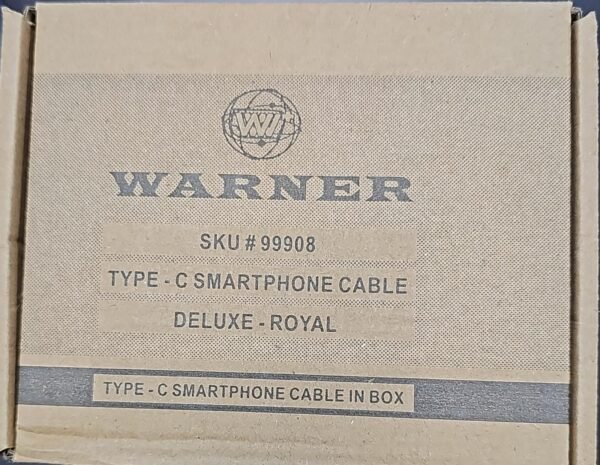 W
WARNER
SKU # 99908
TYPE - C SMARTPHONE CABLE
DELUXE - ROYAL
TYPE - C SMARTPHONE CABLE IN BOX